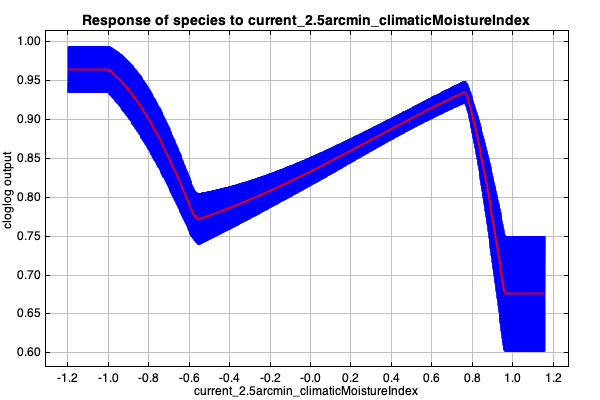 Response of species to current_2.5arcmin_climaticMoistureIndex
1.00
0.95
0.90
0.85
0.80
0.75
0.70
0.65
0.60
cloglog output
-1.2 -1.0 -0.8 -0.6 -0.4 -0.2 -0.0 0.2 0.4 0.6 0.8 1.0 1.2
current_2.5arcmin_climaticMoistureIndex